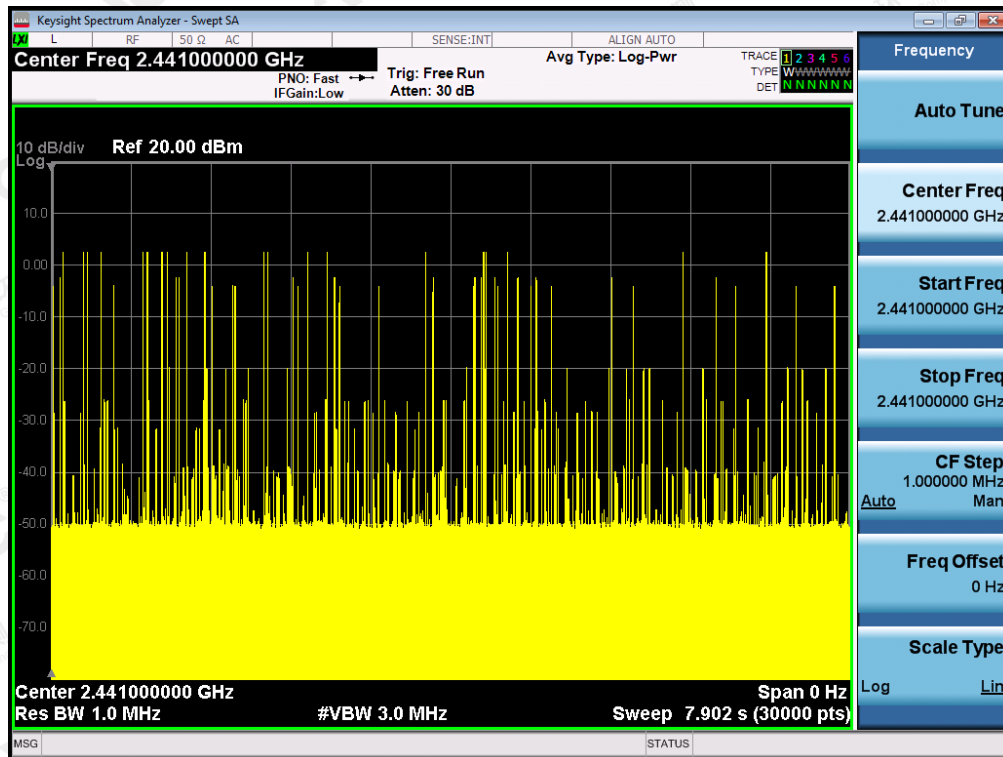 Keysight Spectrum Analyzer - Swept SA
LXI L RF 50 Ω AC SENSE:INT ALIGN AUTO
Center Freq 2.441000000 GHz
PNO: Fast
IFGain:Low
Trig: Free Run
Atten: 30 dB
Avg Type: Log-Pwr
TRACE 1 2 3 4 5 6
TYPE W
DET N N N N N N
10 dB/div Ref 20.00 dBm
Log
10.0
0.00
-10.0
-20.0
-30.0
-40.0
-50.0
-60.0
-70.0
Center 2.441000000 GHz Span 0 Hz
Res BW 1.0 MHz #VBW 3.0 MHz Sweep 7.902 s (30000 pts)
MSG STATUS
Frequency
Auto Tune
Center Freq
2.441000000 GHz
Start Freq
2.441000000 GHz
Stop Freq
2.441000000 GHz
CF Step
1.000000 MHz
Auto Man
Freq Offset
0 Hz
Scale Type
Log Lin